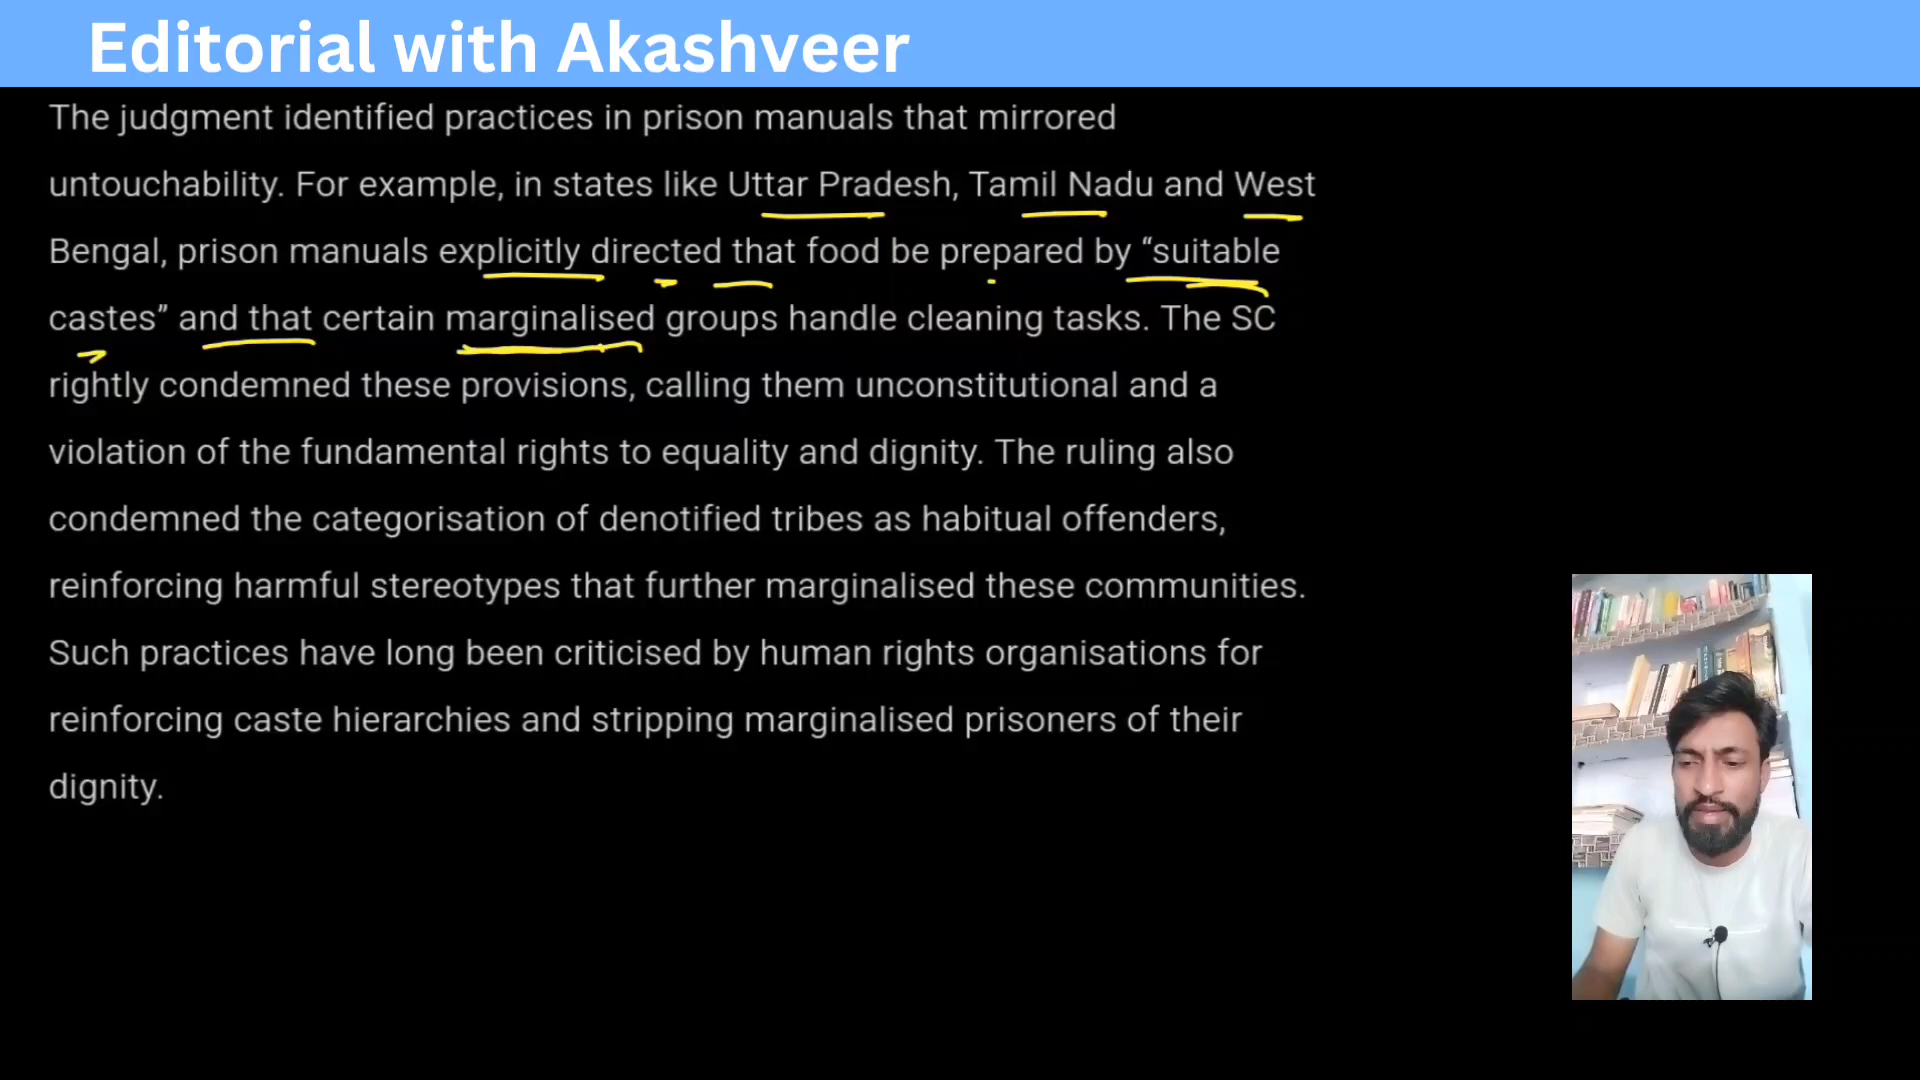 Editorial with Akashveer
The judgment identified practices in prison manuals that mirrored
untouchability. For example, in states like Uttar Pradesh, Tamil Nadu and West
Bengal, prison manuals explicitly directed that food be prepared by “suitable
castes” and that certain marginalised groups handle cleaning tasks. The SC
rightly condemned these provisions, calling them unconstitutional and a
violation of the fundamental rights to equality and dignity. The ruling also
condemned the categorisation of denotified tribes as habitual offenders,
reinforcing harmful stereotypes that further marginalised these communities.
Such practices have long been criticised by human rights organisations for
reinforcing caste hierarchies and stripping marginalised prisoners of their
dignity.